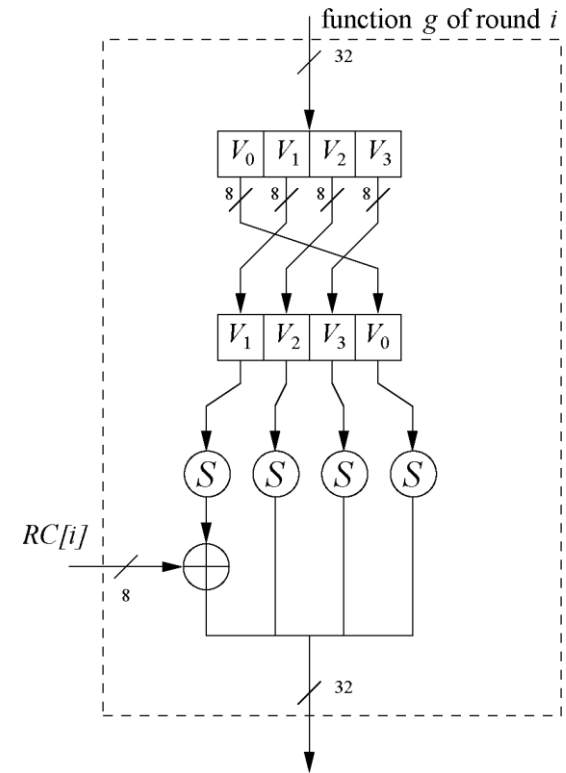 function g of round i
32
V0 V1 V2 V3
8 8 8 8
V1 V2 V3 V0
S S S S
RC[i]
8
32